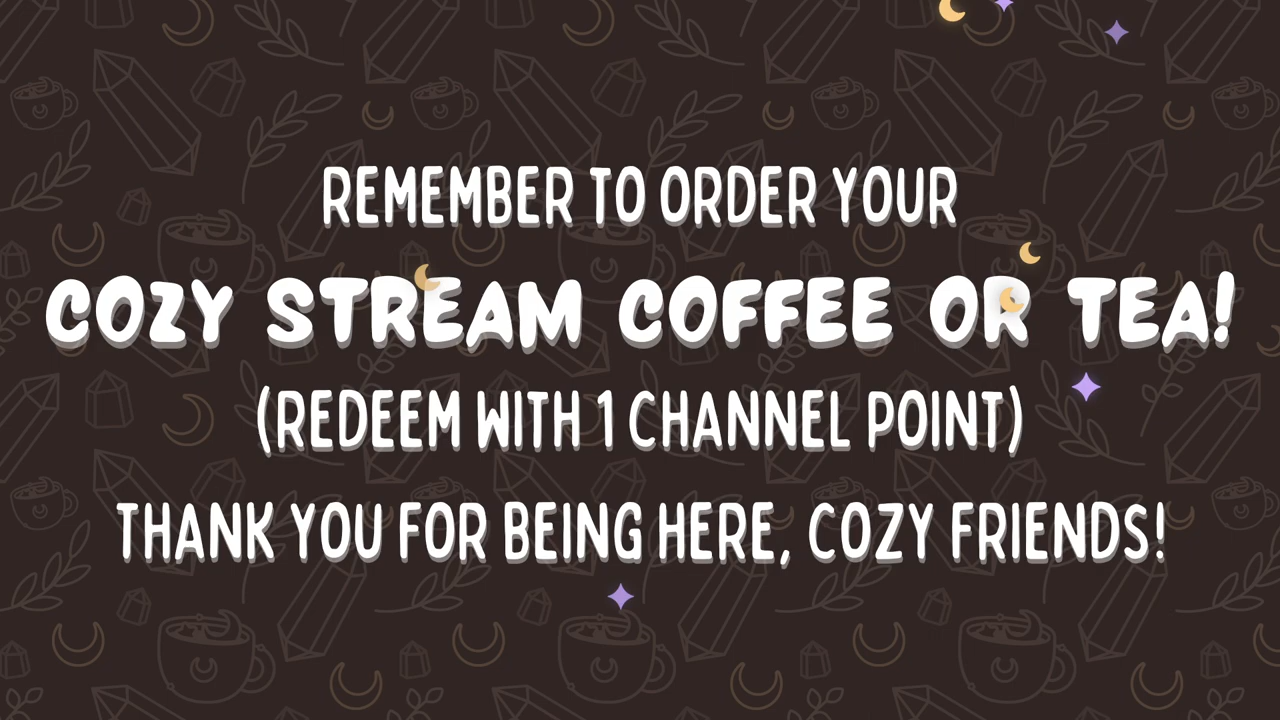 REMEMBER TO ORDER YOUR
COZY STREAM COFFEE OR TEA!
(REDEEM WITH 1 CHANNEL POINT)
THANK YOU FOR BEING HERE, COZY FRIENDS!